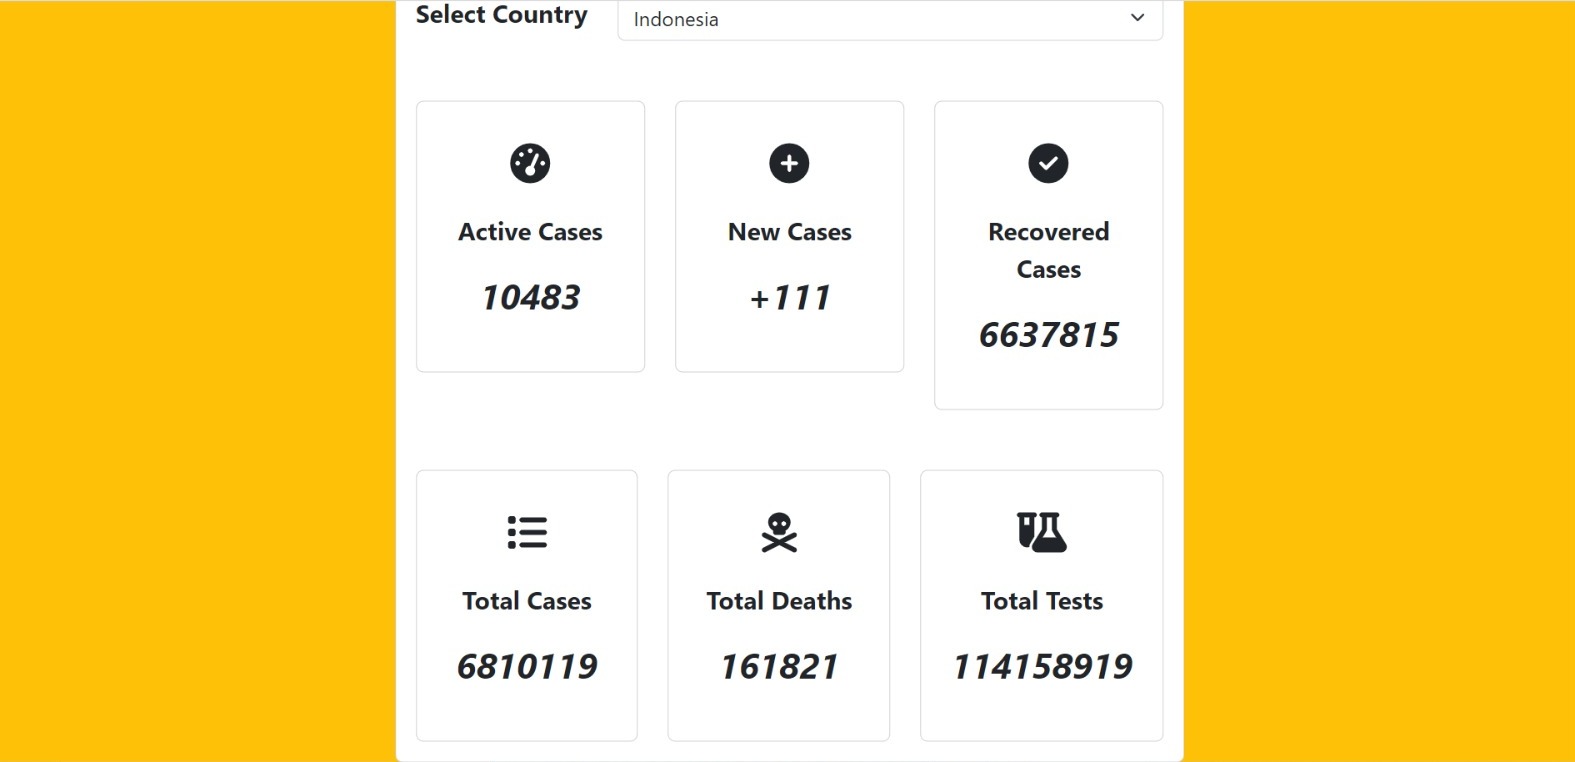 Select Country
Indonesia
Active Cases
10483
New Cases
+111
Recovered
Cases
6637815
Total Cases
6810119
Total Deaths
161821
Total Tests
114158919